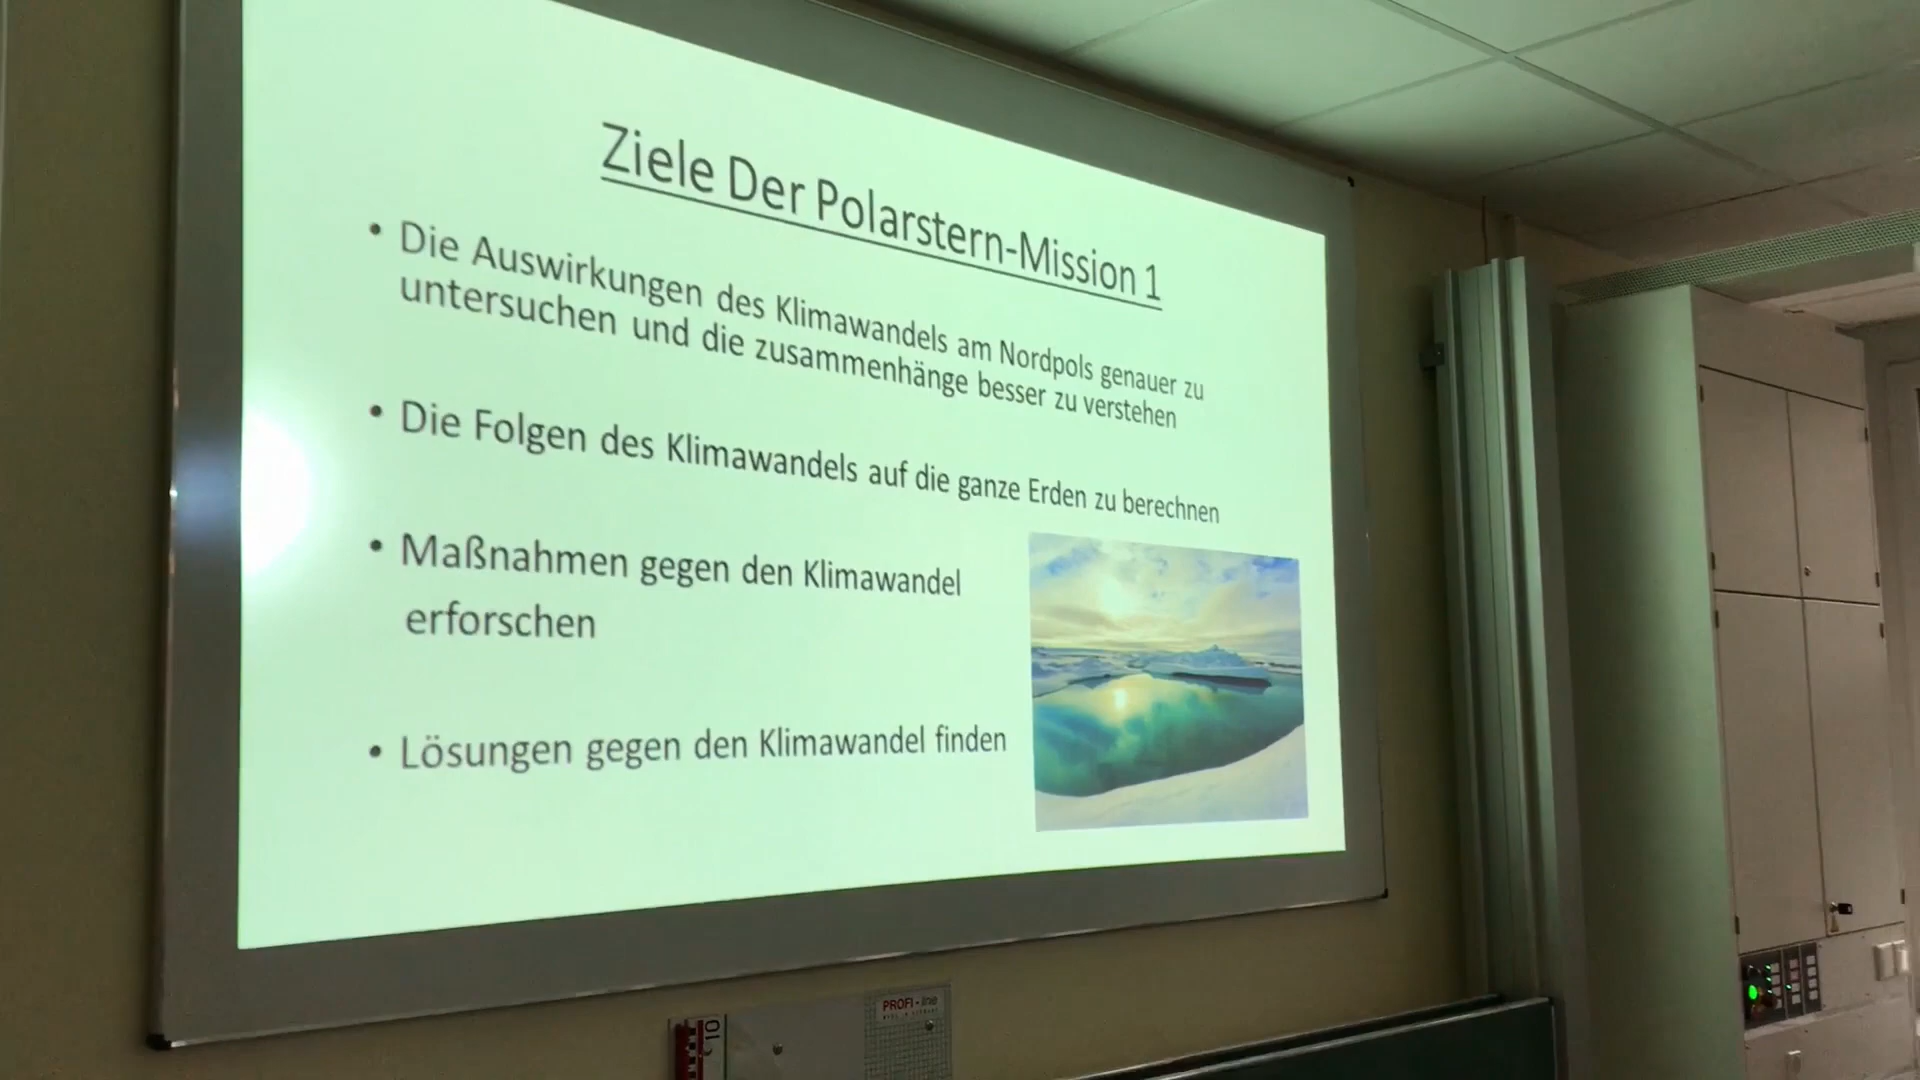 Ziele Der Polarstern-Mission 1
• Die Auswirkungen des Klimawandels am Nordpols genauer zu
untersuchen und die zusammenhänge besser zu verstehen
• Die Folgen des Klimawandels auf die ganze Erden zu berechnen
• Maßnahmen gegen den Klimawandel
erforschen
• Lösungen gegen den Klimawandel finden
PROFI - line